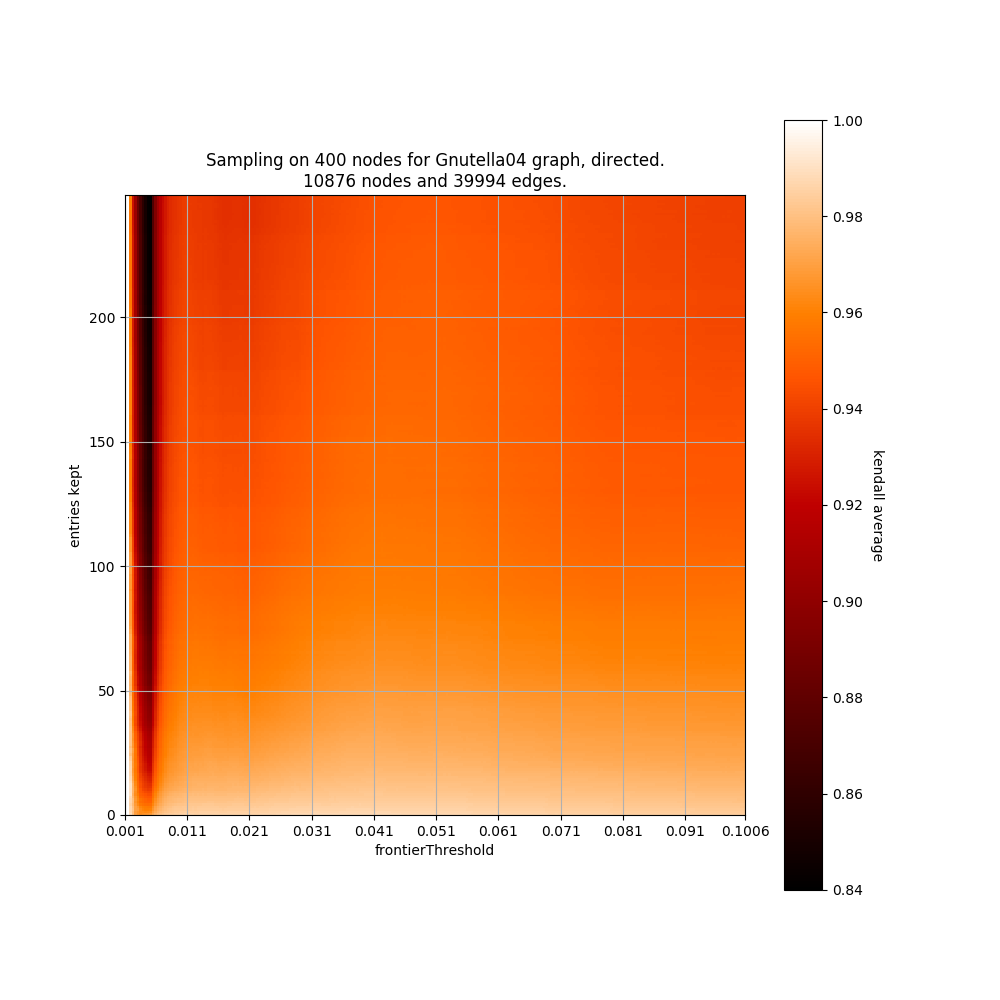 Sampling on 400 nodes for Gnutella04 graph, directed.
10876 nodes and 39994 edges.
entries kept
200
150
100
50
0
0.001 0.011 0.021 0.031 0.041 0.051 0.061 0.071 0.081 0.091 0.1006
frontierThreshold
1.00
0.98
0.96
0.94
0.92
0.90
0.88
0.86
0.84
kendall average